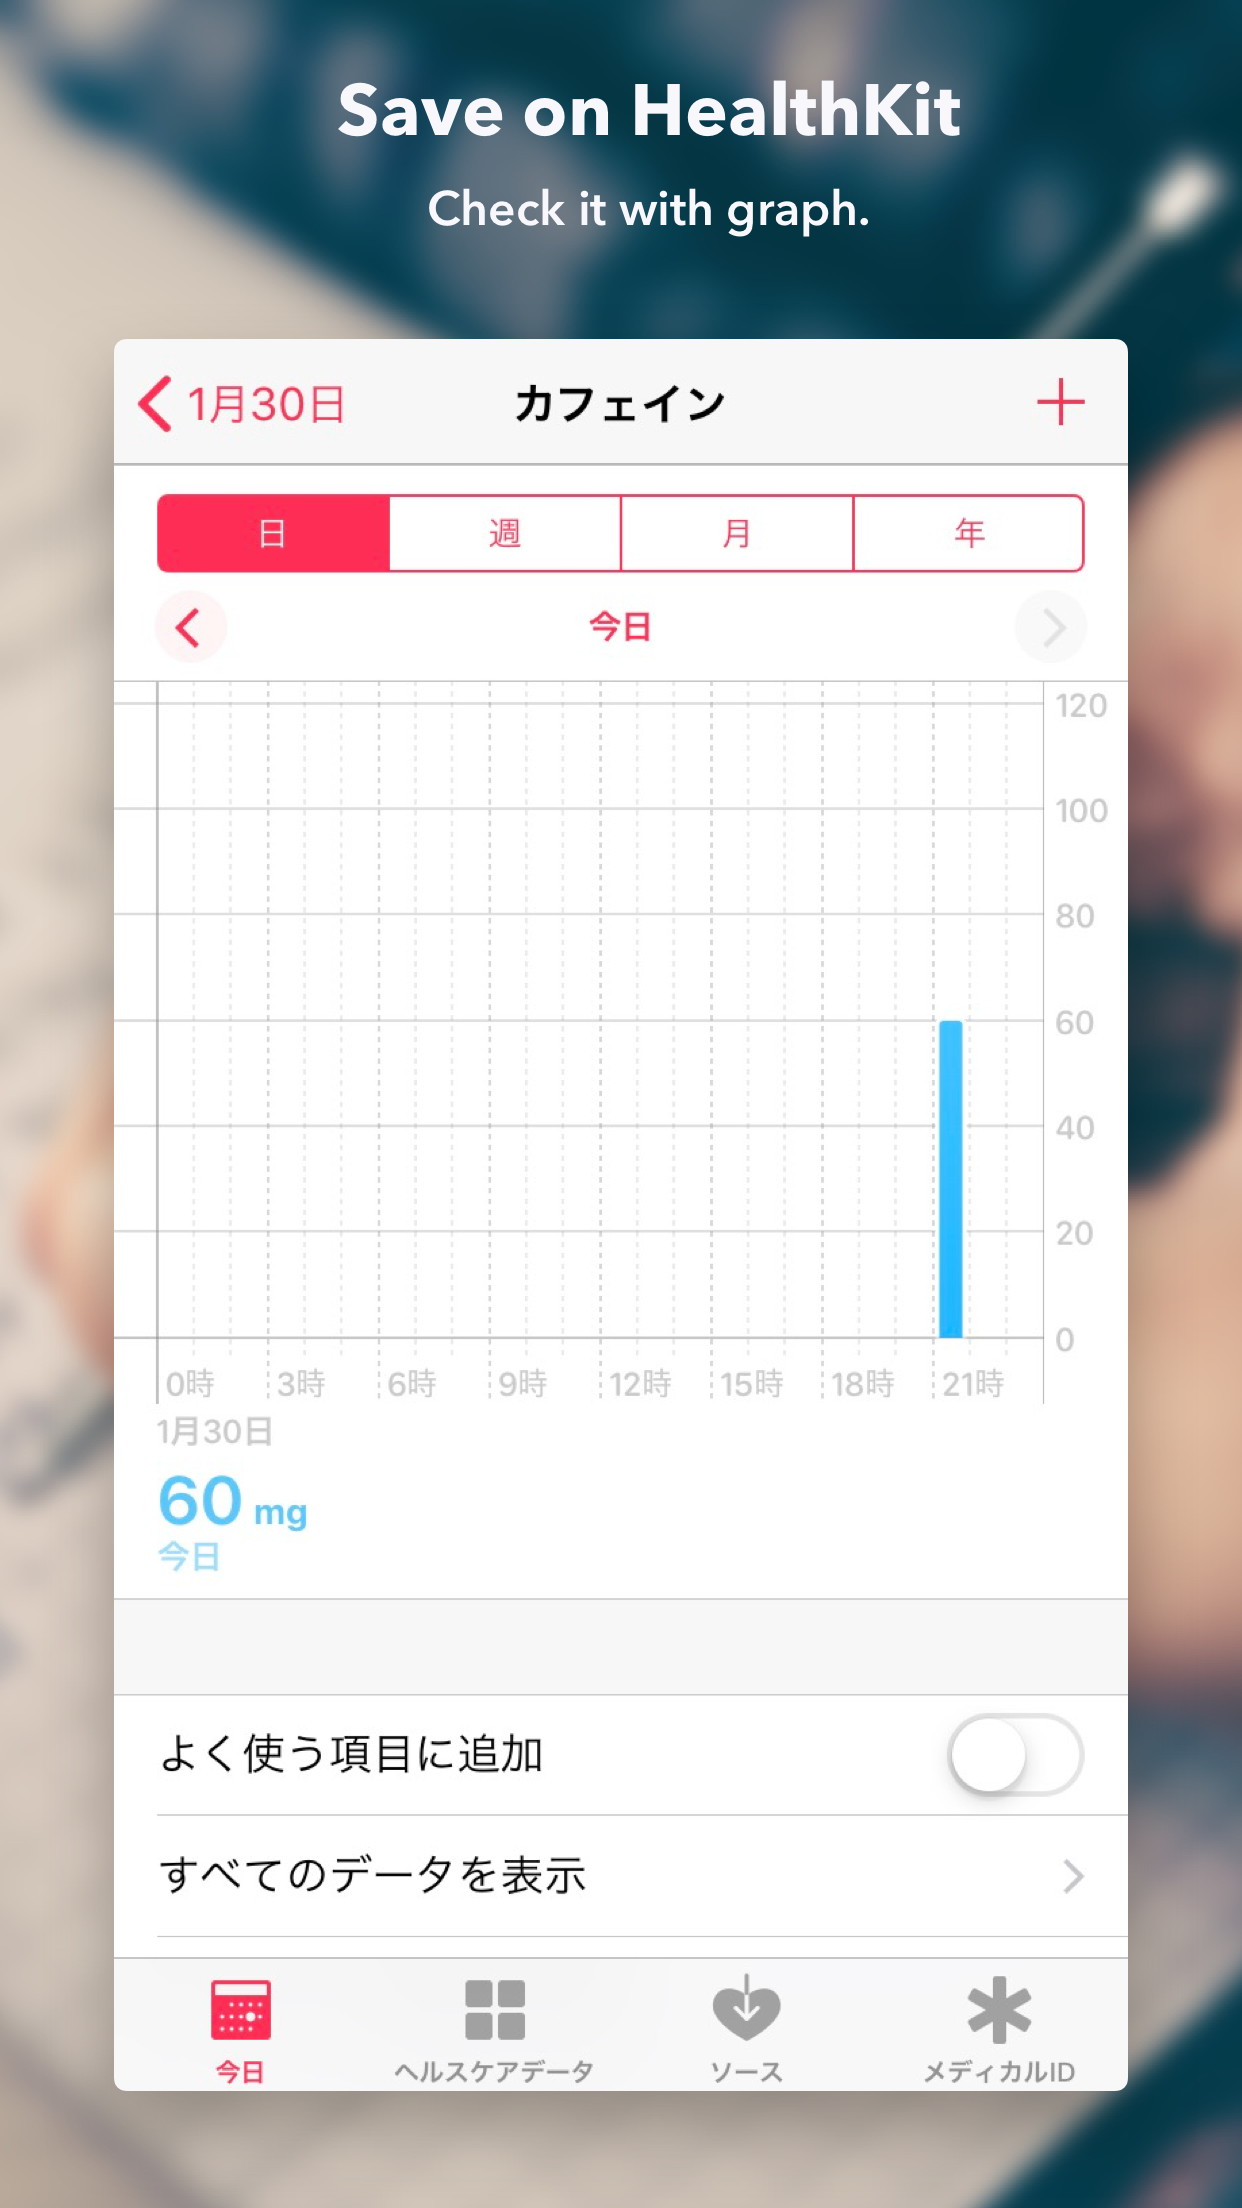 Save on HealthKit
Check it with graph.
1月30日
カフェイン
日 週 月 年
今日
120
100
80
60
40
20
0
0時 3時 6時 9時 12時 15時 18時 21時
1月30日
60 mg
今日
よく使う項目に追加
すべてのデータを表示
今日 ヘルスケアデータ ソース メディカルID